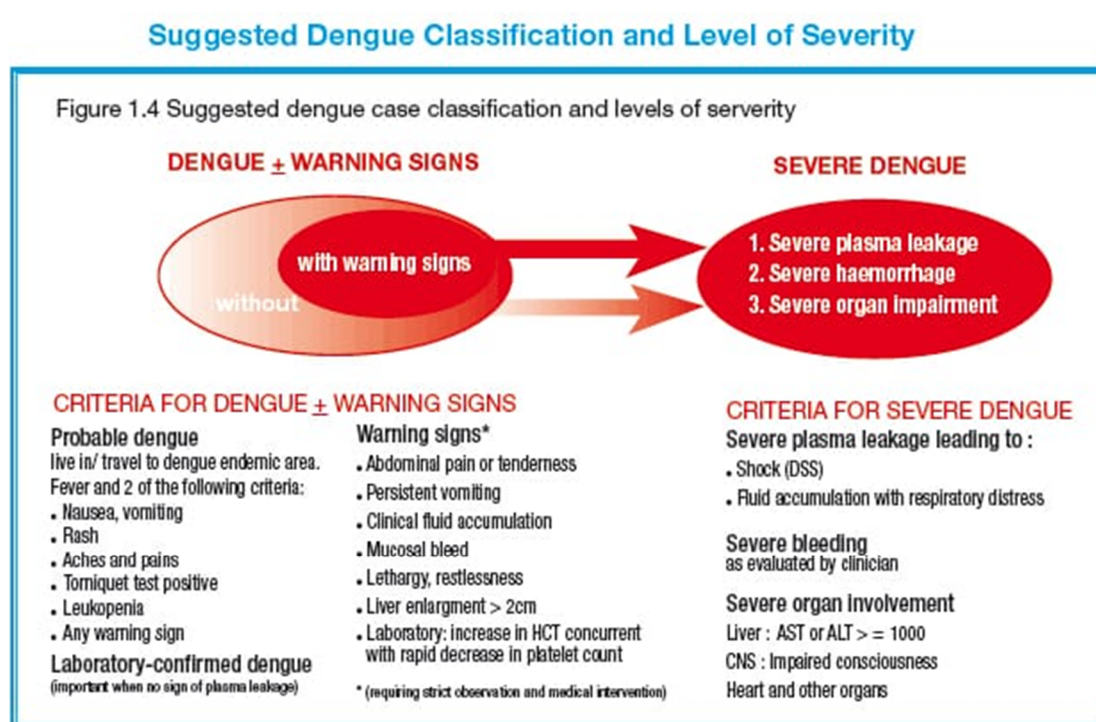 Suggested Dengue Classification and Level of Severity
Figure 1.4 Suggested dengue case classification and levels of serverity
DENGUE ± WARNING SIGNS
SEVERE DENGUE
with warning signs
without
1. Severe plasma leakage
2. Severe haemorrhage
3. Severe organ impairment
CRITERIA FOR DENGUE ± WARNING SIGNS
Probable dengue
live in/ travel to dengue endemic area.
Fever and 2 of the following criteria:
• Nausea, vomiting
• Rash
• Aches and pains
• Torniquet test positive
• Leukopenia
• Any warning sign
Laboratory-confirmed dengue
(important when no sign of plasma leakage)
Warning signs*
• Abdominal pain or tenderness
• Persistent vomiting
• Clinical fluid accumulation
• Mucosal bleed
• Lethargy, restlessness
• Liver enlargment > 2cm
• Laboratory: increase in HCT concurrent
with rapid decrease in platelet count
* (requiring strict observation and medical intervention)
CRITERIA FOR SEVERE DENGUE
Severe plasma leakage leading to :
• Shock (DSS)
• Fluid accumulation with respiratory distress
Severe bleeding
as evaluated by clinician
Severe organ involvement
Liver : AST or ALT > = 1000
CNS : Impaired consciousness
Heart and other organs